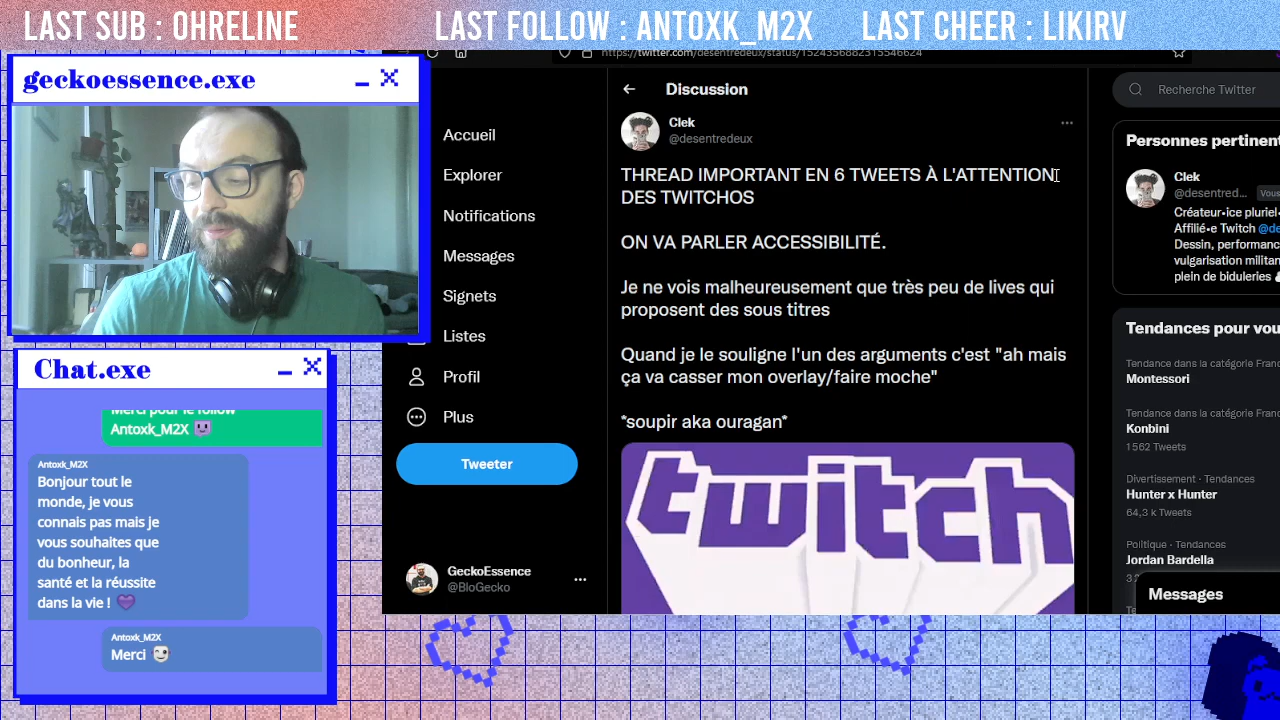 LAST SUB : OHRELINE
LAST FOLLOW : ANTOXK_M2X
LAST CHEER : LIKIRV
geckoessence.exe
Chat.exe
Merci pour le follow
Antoxk_M2X
Antoxk_M2X
Bonjour tout le
monde, je vous
connais pas mais je
vous souhaites que
du bonheur, la
santé et la réussite
dans la vie !
Antoxk_M2X
Merci
Accueil
Explorer
Notifications
Messages
Signets
Listes
Profil
Plus
Tweeter
GeckoEssence
@BioGecko
Discussion
Clek
@desentredeux
THREAD IMPORTANT EN 6 TWEETS À L'ATTENTION
DES TWITCHOS
ON VA PARLER ACCESSIBILITÉ.
Je ne vois malheureusement que très peu de lives qui
proposent des sous titres
Quand je le souligne l'un des arguments c'est "ah mais
ça va casser mon overlay/faire moche"
*soupir aka ouragan*
twitch
Recherche Twitter
Personnes pertinent
Clek
@desentred... Vous
Créateur•ice pluriel•
Affilié•e Twitch @de
Dessin, performanc
vulgarisation militan
plein de biduleries
Tendances pour vou
Tendance dans la catégorie Franc
Montessori
Tendance dans la catégorie Franc
Konbini
1 562 Tweets
Divertissement · Tendances
Hunter x Hunter
64,3 k Tweets
Politique · Tendances
Jordan Bardella
Messages